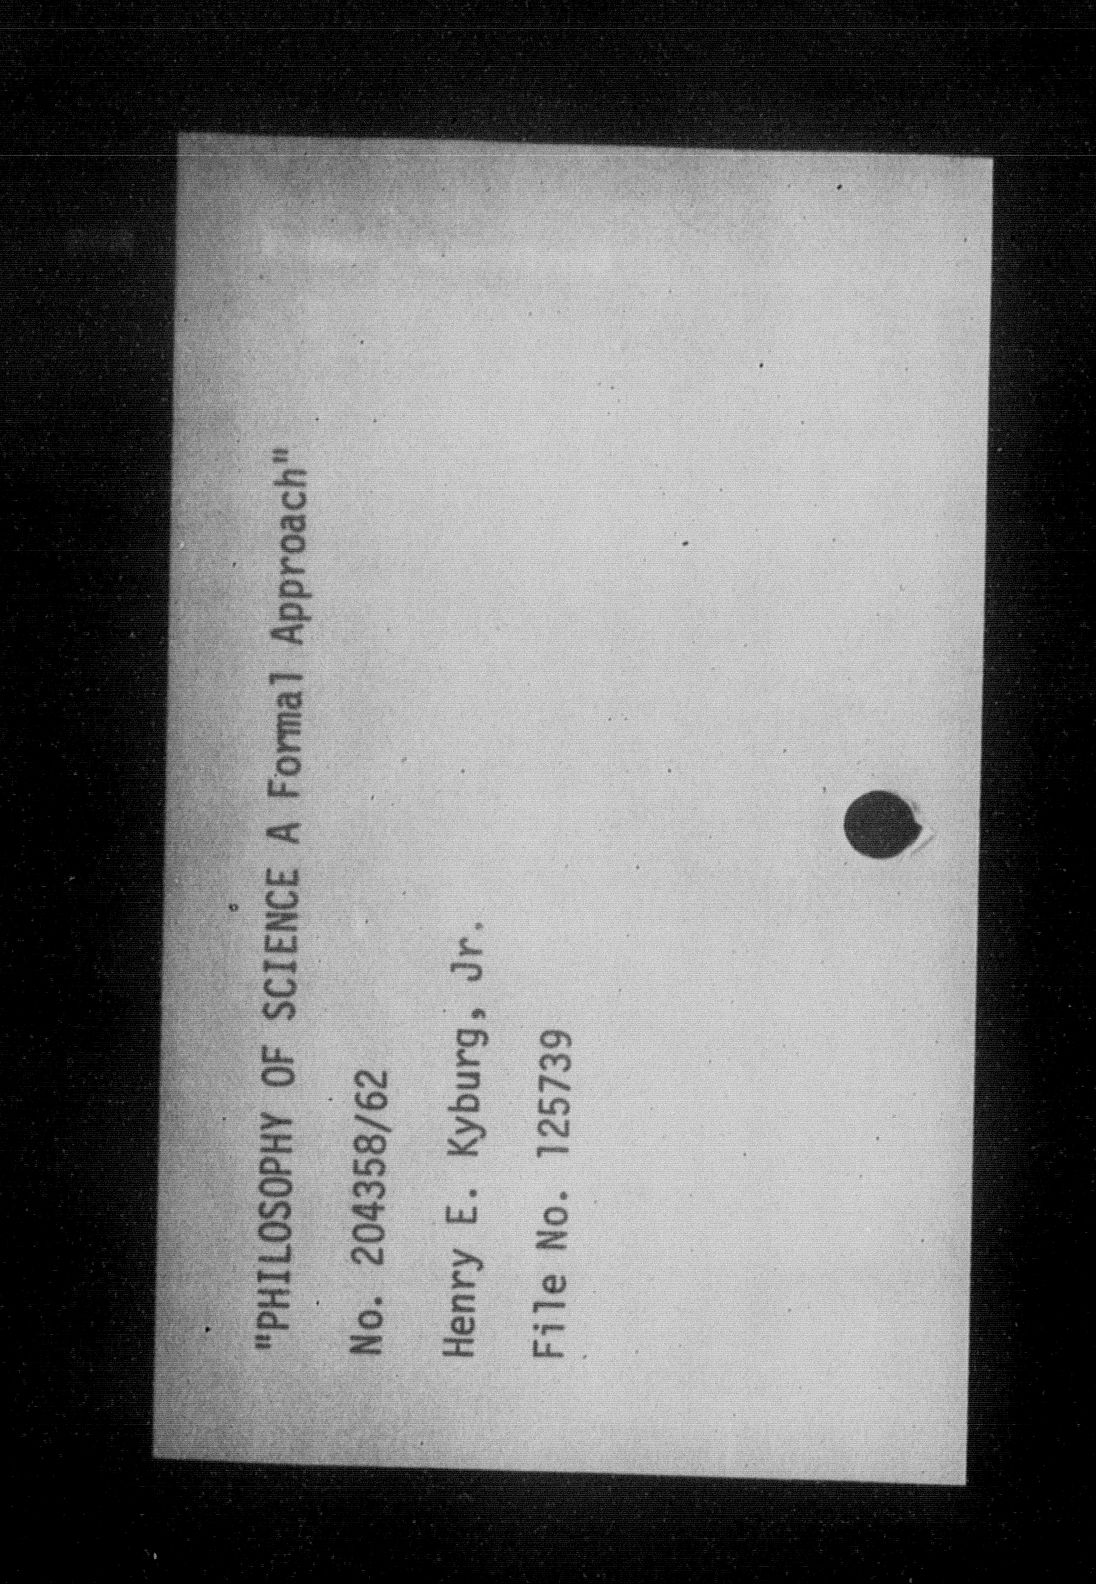 "PHILOSOPHY OF SCIENCE A Formal Approach"
No. 204358/62
Henry E. Kyburg, Jr.
File No. 125739